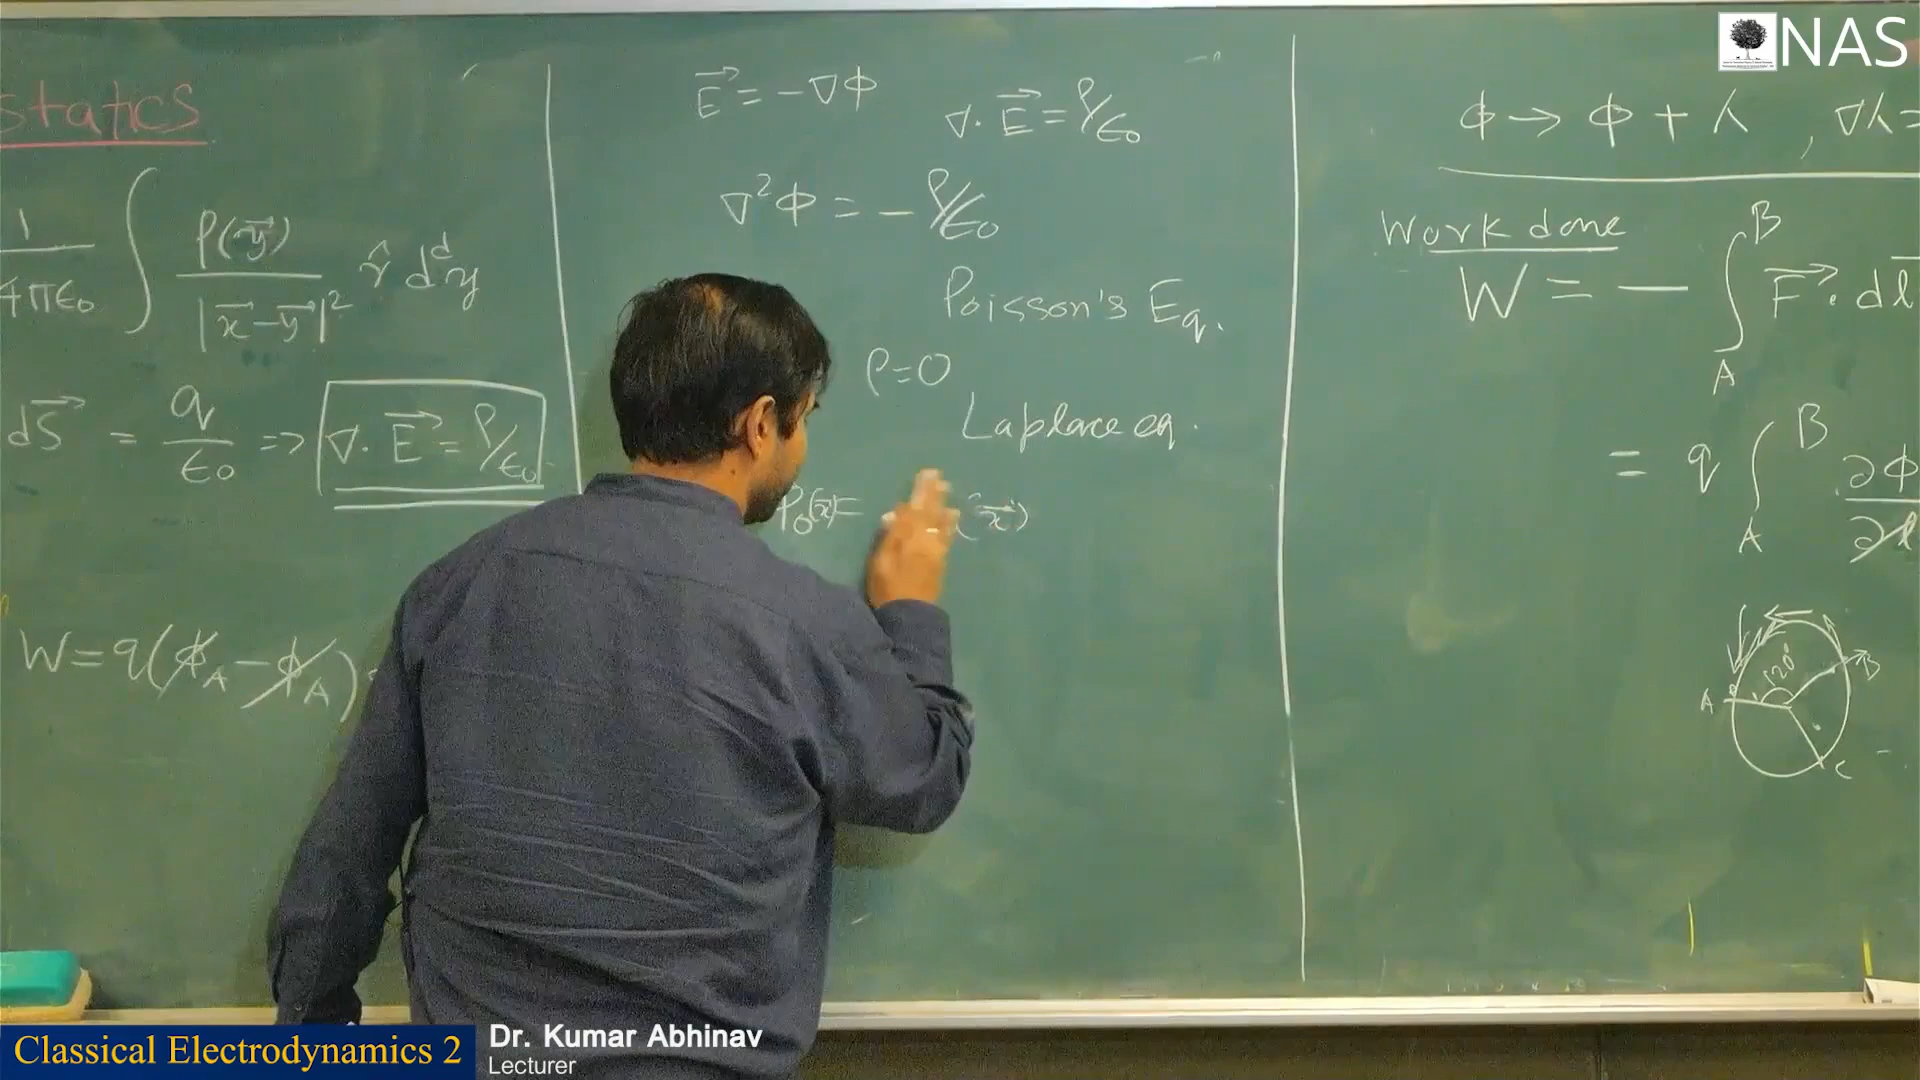 NAS
statics
1/4πϵ₀ ∫ ρ(y⃗)/|x⃗−y⃗|² r̂ dᵈy
dS⃗ = q/ϵ₀ => ∇·E⃗ = ρ/ϵ₀
W = q(ϕ_A − ϕ_A)
E⃗ = −∇ϕ
∇·E⃗ = ρ/ϵ₀
∇²ϕ = − ρ/ϵ₀
Poisson's Eq.
ρ=0
Laplace eq.
ρ₀(x⃗) = (x⃗)
ϕ → ϕ + λ , ∇λ =
Work done
W = − ∫_A^B F⃗·dl
= q ∫_A^B ∂ϕ/∂l
A 120° B
C
Classical Electrodynamics 2
Dr. Kumar Abhinav
Lecturer